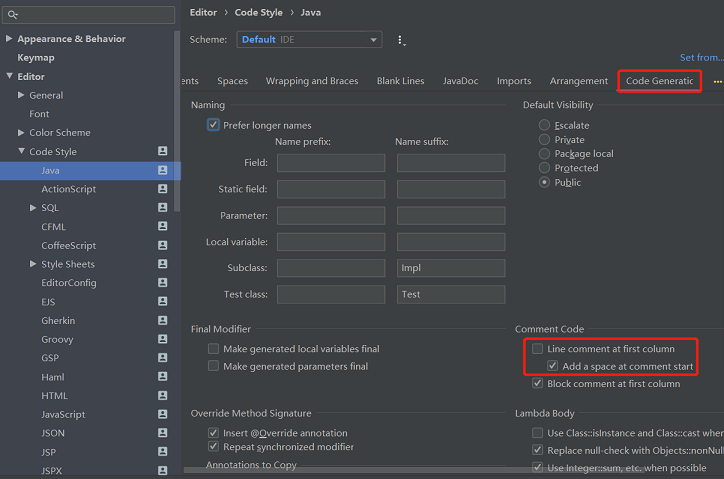 Editor › Code Style › Java
Scheme: Default IDE
Set from...
ents Spaces Wrapping and Braces Blank Lines JavaDoc Imports Arrangement Code Generatic
Appearance & Behavior
Keymap
Editor
General
Font
Color Scheme
Code Style
Java
ActionScript
SQL
CFML
CoffeeScript
Style Sheets
EditorConfig
EJS
Gherkin
Groovy
GSP
Haml
HTML
JavaScript
JSON
JSP
JSPX
Naming
Prefer longer names
Name prefix: Name suffix:
Field:
Static field:
Parameter:
Local variable:
Subclass: Impl
Test class: Test
Default Visibility
Escalate
Private
Package local
Protected
Public
Final Modifier
Make generated local variables final
Make generated parameters final
Comment Code
Line comment at first column
Add a space at comment start
Block comment at first column
Override Method Signature
Insert @Override annotation
Repeat synchronized modifier
Annotations to Copy
Lambda Body
Use Class::isInstance and Class::cast wher
Replace null-check with Objects::nonNull
Use Integer::sum, etc. when possible